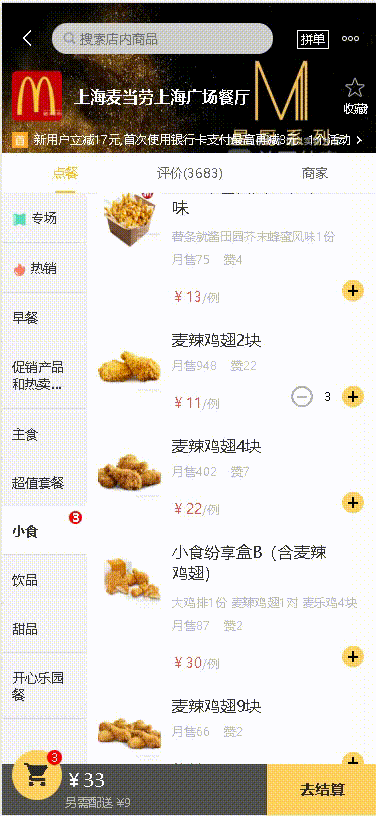 搜索店内商品
拼单
上海麦当劳上海广场餐厅
收藏
首 新用户立减17元,首次使用银行卡支付最高再减3元
1个活动
点餐 评价(3683) 商家
专场
热销
早餐
促销产品
和热卖...
主食
超值套餐
小食
3
饮品
甜品
开心乐园
餐
味
薯条就酱田园芥末蜂蜜风味1份
月售75 赞4
¥13/例
麦辣鸡翅2块
月售948 赞22
¥11/例
3
麦辣鸡翅4块
月售402 赞7
¥22/例
小食纷享盒B（含麦辣
鸡翅）
大鸡排1份 麦辣鸡翅1对 麦乐鸡4块
月售87 赞2
¥30/例
麦辣鸡翅9块
月售66 赞2
3
¥33
另需配送 ¥9
去结算